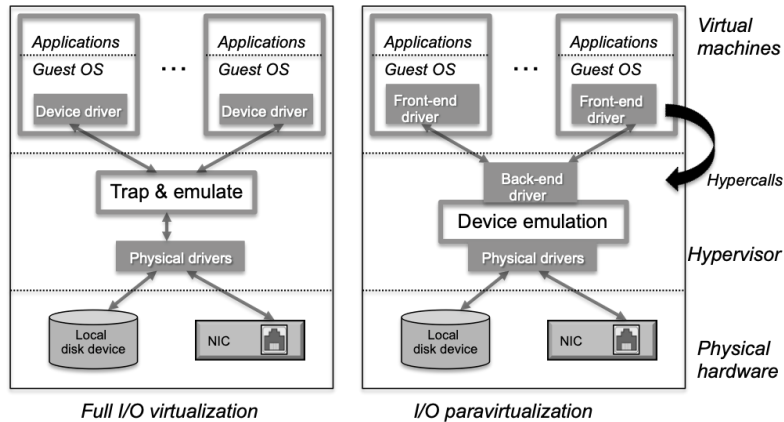 Applications
Guest OS
Device driver
...
Applications
Guest OS
Device driver
Trap & emulate
Physical drivers
Local
disk device
NIC
Full I/O virtualization
Applications
Guest OS
Front-end
driver
...
Applications
Guest OS
Front-end
driver
Back-end
driver
Device emulation
Physical drivers
Local
disk device
NIC
I/O paravirtualization
Virtual
machines
Hypercalls
Hypervisor
Physical
hardware